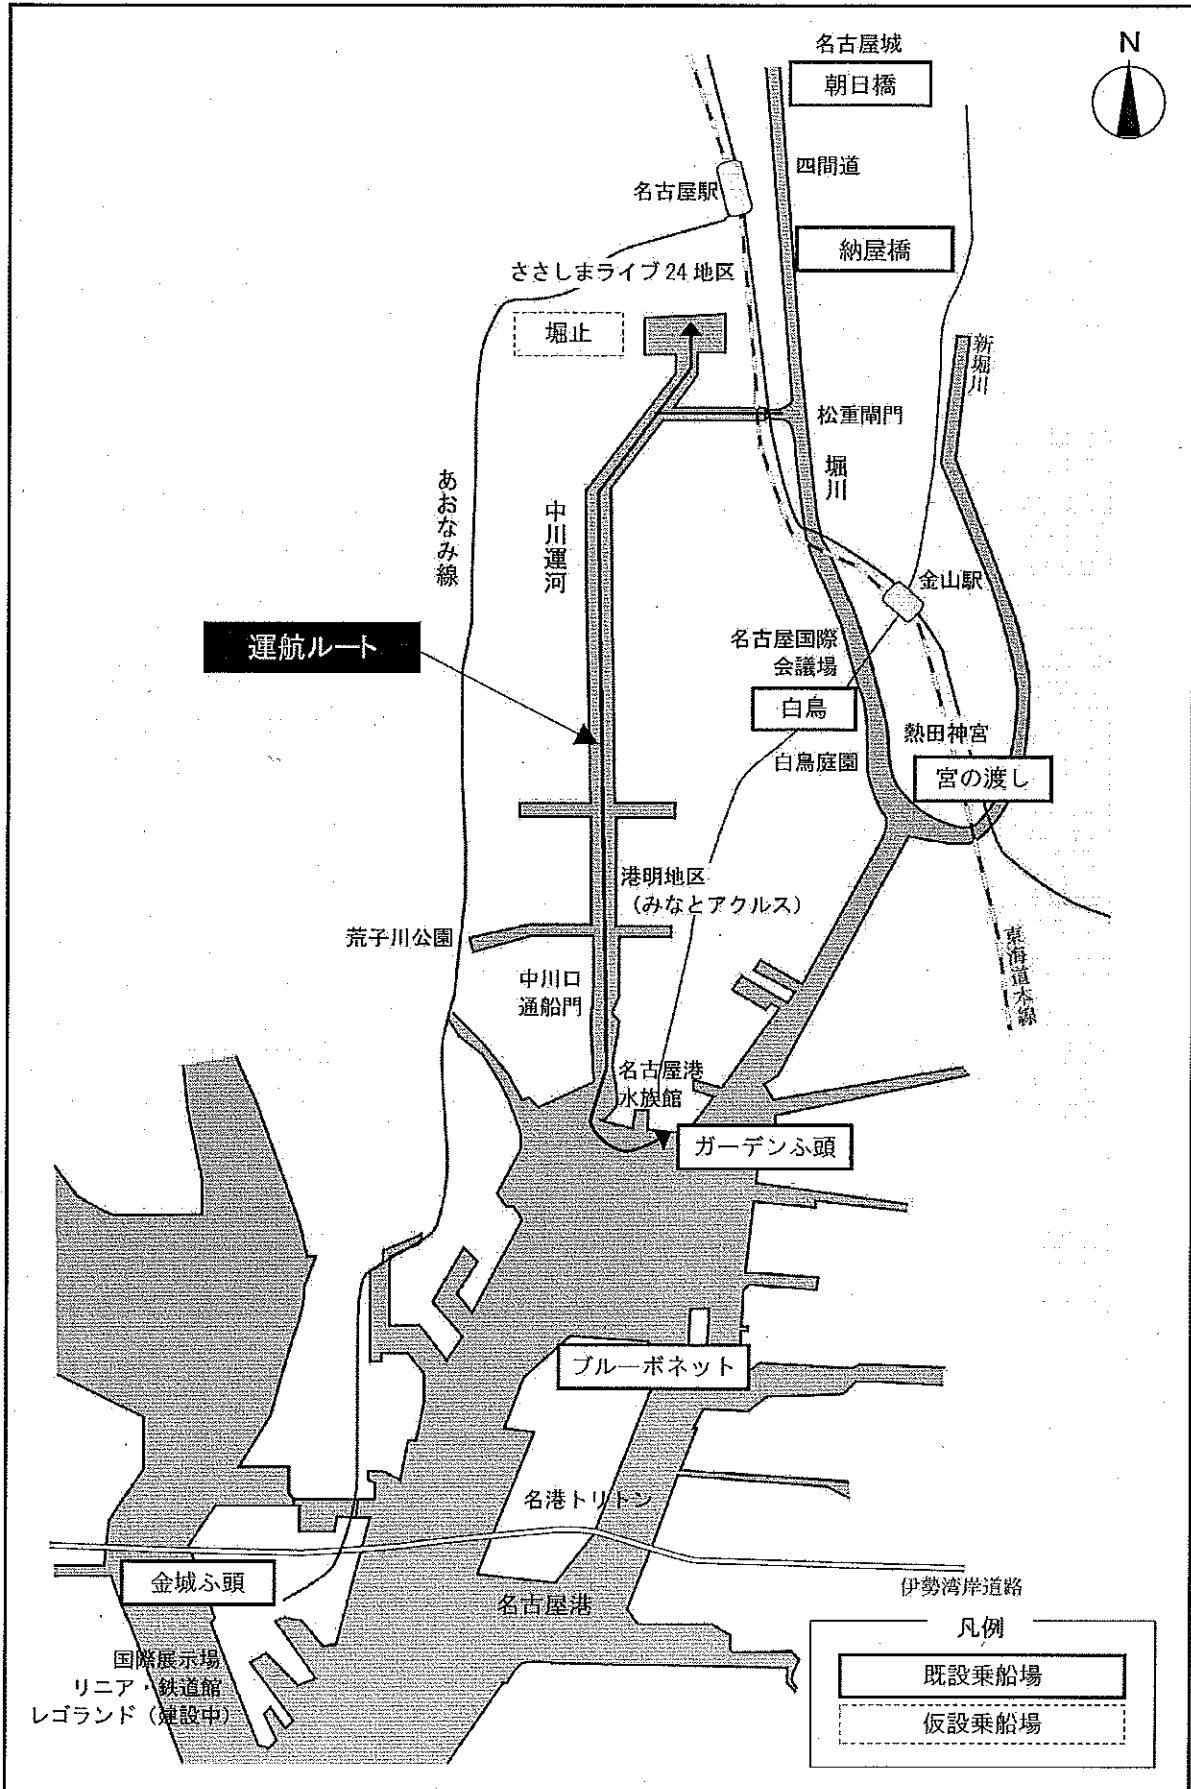 名古屋城
N
朝日橋
四間道
名古屋駅
納屋橋
ささしまライブ24地区
堀止
新堀川
松重閘門
堀川
あおなみ線
中川運河
金山駅
運航ルート
名古屋国際
会議場
白鳥
熱田神宮
白鳥庭園
宮の渡し
港明地区
(みなとアクルス)
荒子川公園
東海道本線
中川口
通船門
名古屋港
水族館
ガーデンふ頭
ブルーボネット
名港トリトン
金城ふ頭
伊勢湾岸道路
名古屋港
国際展示場
リニア・鉄道館
レゴランド(建設中)
凡例
既設乗船場
仮設乗船場